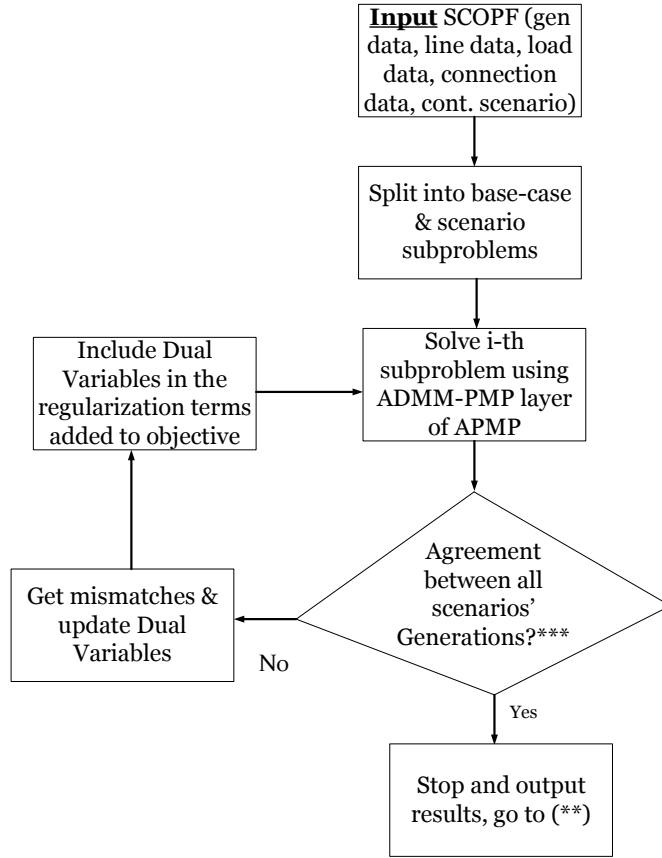 Input SCOPF (gen
data, line data, load
data, connection
data, cont. scenario)
Split into base-case
& scenario
subproblems
Include Dual
Variables in the
regularization terms
added to objective
Solve i-th
subproblem using
ADMM-PMP layer
of APMP
Agreement
between all
scenarios’
Generations?***
Get mismatches &
update Dual
Variables
No
Yes
Stop and output
results, go to (**)